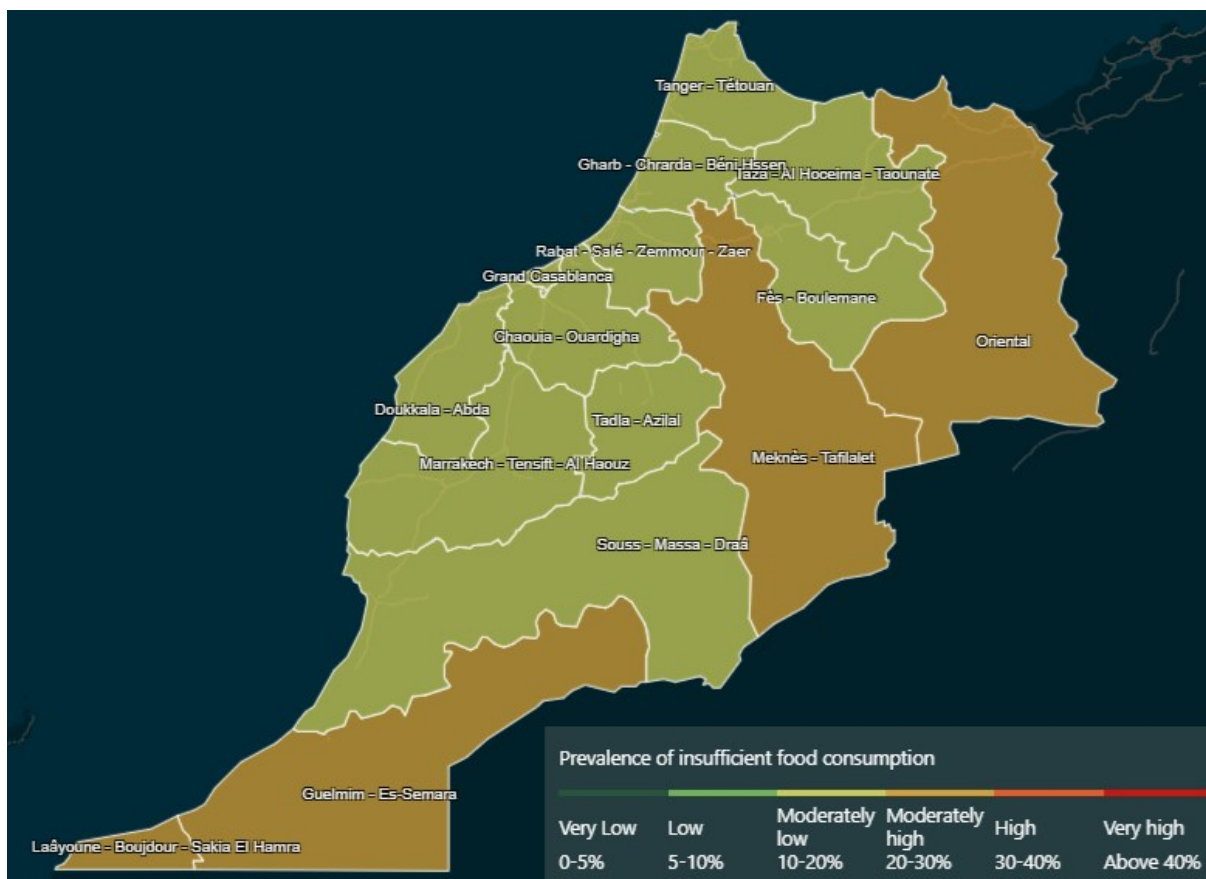 Tanger - Tétouan
Gharb - Chrarda - Béni Hssen
Taza - Al Hoceima - Taounate
Rabat - Salé - Zemmour - Zaer
Grand Casablanca
Fès - Boulemane
Chaouia - Ouardigha
Oriental
Doukkala - Abda
Tadla - Azilal
Marrakech - Tensift - Al Haouz
Meknès - Tafilalet
Souss - Massa - Draâ
Guelmim - Es-Semara
Laâyoune - Boujdour - Sakia El Hamra
Prevalence of insufficient food consumption
Very Low
0-5%
Low
5-10%
Moderately
low
10-20%
Moderately
high
20-30%
High
30-40%
Very high
Above 40%